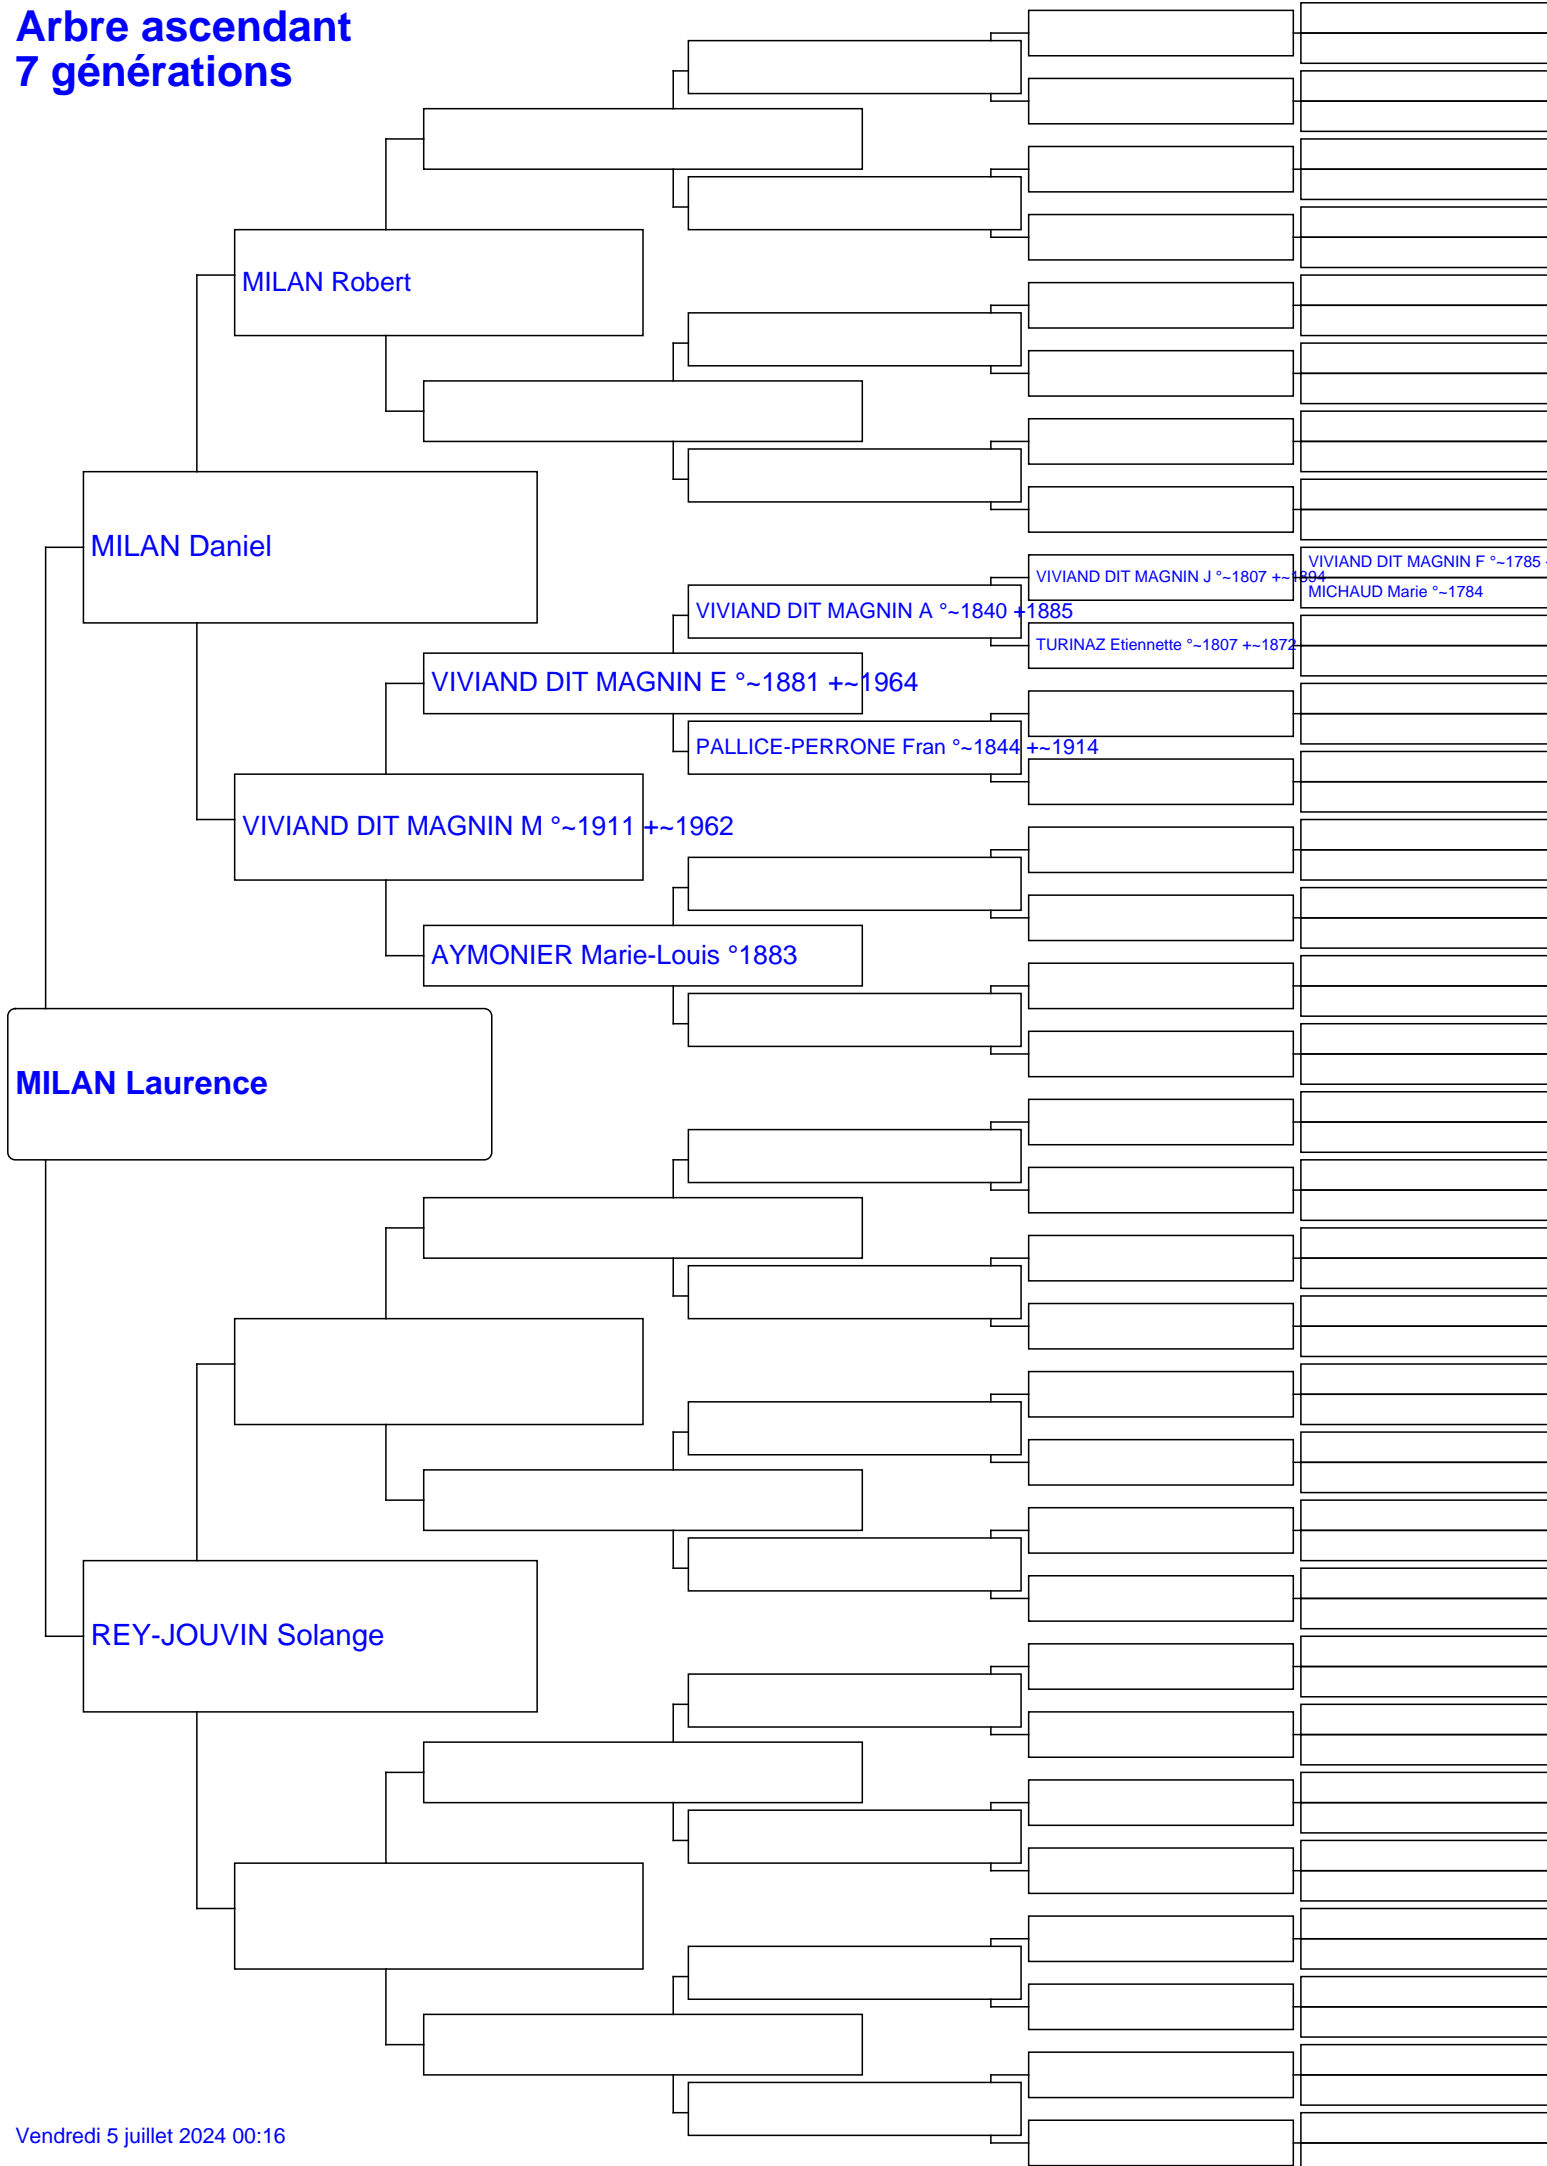 Arbre ascendant
7 générations
MILAN Robert
MILAN Daniel
VIVIAND DIT MAGNIN F °~1785
VIVIAND DIT MAGNIN J °~1807 +~1894
MICHAUD Marie °~1784
VIVIAND DIT MAGNIN A °~1840 +1885
TURINAZ Etiennette °~1807 +~1872
VIVIAND DIT MAGNIN E °~1881 +~1964
PALLICE-PERRONE Fran °~1844 +~1914
VIVIAND DIT MAGNIN M °~1911 +~1962
AYMONIER Marie-Louis °1883
MILAN Laurence
REY-JOUVIN Solange
Vendredi 5 juillet 2024 00:16